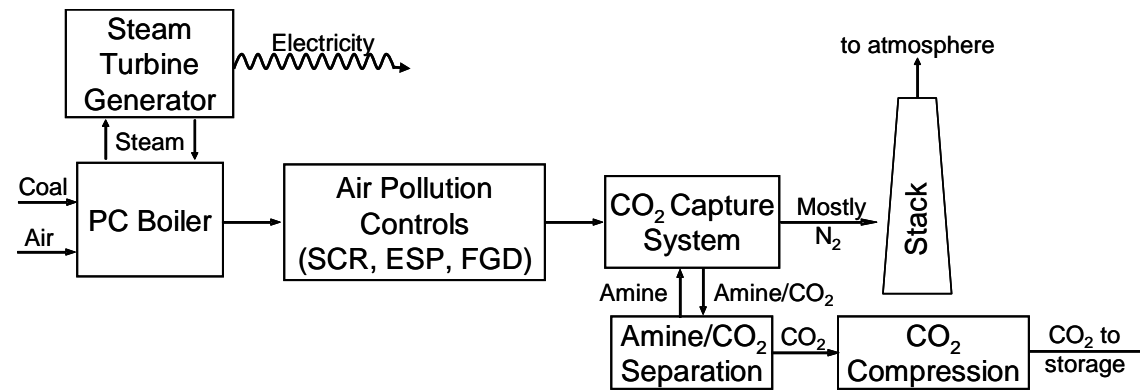 Steam
Turbine
Generator
Electricity
to atmosphere
Steam
Coal
Air
PC Boiler
Air Pollution
Controls
(SCR, ESP, FGD)
CO₂ Capture
System
Mostly
N₂
Stack
Amine
Amine/CO₂
Amine/CO₂
Separation
CO₂
CO₂
Compression
CO₂ to
storage